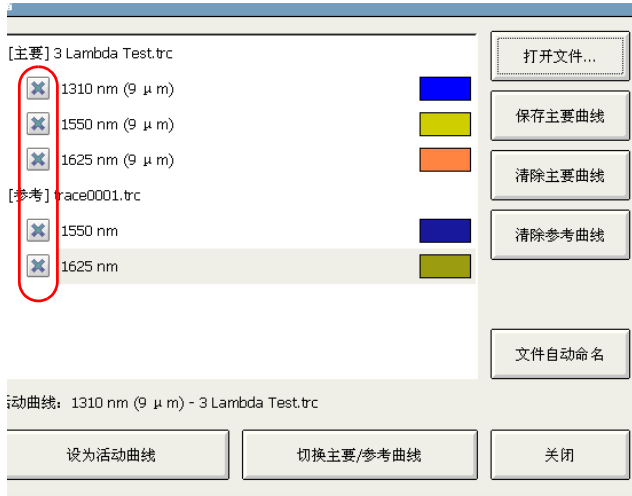 [主要] 3 Lambda Test.trc
1310 nm (9 μm)
1550 nm (9 μm)
1625 nm (9 μm)
[参考] trace0001.trc
1550 nm
1625 nm
打开文件...
保存主要曲线
清除主要曲线
清除参考曲线
文件自动命名
活动曲线: 1310 nm (9 μm) - 3 Lambda Test.trc
设为活动曲线
切换主要/参考曲线
关闭